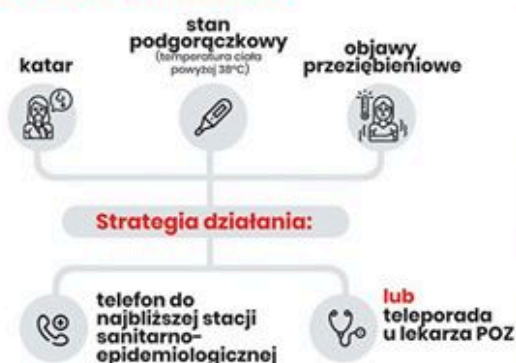 katar
stan
podgorączkowy
(temperatura ciała
powyżej 38°C)
objawy
przeziębieniowe
Strategia działania:
telefon do
najbliższej stacji
sanitarno-
epidemiologicznej
lub
teleporada
u lekarza POZ